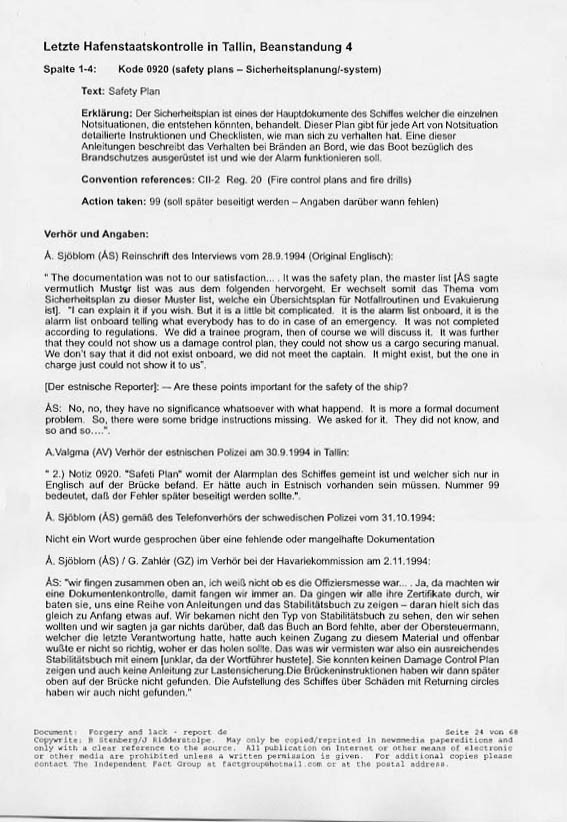 Letzte Hafenstaatskontrolle in Tallin, Beanstandung 4
Spalte 1-4: Kode 0920 (safety plans – Sicherheitsplanung/-system)
Text: Safety Plan
Erklärung: Der Sicherheitsplan ist eines der Hauptdokumente des Schiffes welcher die einzelnen
Notsituationen, die entstehen könnten, behandelt. Dieser Plan gibt für jede Art von Notsituation
detailierte Instruktionen und Checklisten, wie man sich zu verhalten hat. Eine dieser
Anleitungen beschreibt das Verhalten bei Bränden an Bord, wie das Boot bezüglich des
Brandschutzes ausgerüstet ist und wie der Alarm funktionieren soll.
Convention references: CII-2 Reg. 20 (Fire control plans and fire drills)
Action taken: 99 (soll später beseitigt werden – Angaben darüber wann fehlen)
Verhör und Angaben:
Å. Sjöblom (ÅS) Reinschrift des Interviews vom 28.9.1994 (Original Englisch):
" The documentation was not to our satisfaction... . It was the safety plan, the master list [ÅS sagte
vermutlich Muster list was aus dem folgenden hervorgeht. Er wechselt somit das Thema vom
Sicherheitsplan zu dieser Muster list, welche ein Übersichtsplan für Notfallroutinen und Evakuierung
ist]. "I can explain it if you wish. But it is a little bit complicated. It is the alarm list onboard, it is the
alarm list onboard telling what everybody has to do in case of an emergency. It was not completed
according to regulations. We did a trainee program, then of course we will discuss it. It was further
that they could not show us a damage control plan, they could not show us a cargo securing manual.
We don't say that it did not exist onboard, we did not meet the captain. It might exist, but the one in
charge just could not show it to us".
[Der estnische Reporter]: — Are these points important for the safety of the ship?
ÅS: No, no, they have no significance whatsoever with what happend. It is more a formal document
problem. So, there were some bridge instructions missing. We asked for it. They did not know, and
so and so....".
A.Valgma (AV) Verhör der estnischen Polizei am 30.9.1994 in Tallin:
" 2.) Notiz 0920. "Safeti Plan" womit der Alarmplan des Schiffes gemeint ist und welcher sich nur in
Englisch auf der Brücke befand. Er hätte auch in Estnisch vorhanden sein müssen. Nummer 99
bedeutet, daß der Fehler später beseitigt werden sollte.".
Å. Sjöblom (ÅS) gemäß des Telefonverhörs der schwedischen Polizei vom 31.10.1994:
Nicht ein Wort wurde gesprochen über eine fehlende oder mangelhafte Dokumentation
Å. Sjöblom (ÅS) / G. Zahlér (GZ) im Verhör bei der Havariekommission am 2.11.1994:
ÅS: "wir fingen zusammen oben an, ich weiß nicht ob es die Offiziersmesse war... . Ja, da machten wir
eine Dokumentenkontrolle, damit fangen wir immer an. Da gingen wir alle ihre Zertifikate durch, wir
baten sie, uns eine Reihe von Anleitungen und das Stabilitätsbuch zu zeigen – daran hielt sich das
gleich zu Anfang etwas auf. Wir bekamen nicht den Typ von Stabilitätsbuch zu sehen, den wir sehen
wollten und wir sagten ja gar nichts darüber, daß das Buch an Bord fehlte, aber der Obersteuermann,
welcher die letzte Verantwortung hatte, hatte auch keinen Zugang zu diesem Material und offenbar
wußte er nicht so richtig, woher er das holen sollte. Das was wir vermisten war also ein ausreichendes
Stabilitätsbuch mit einem [unklar, da der Wortführer hustete]. Sie konnten keinen Damage Control Plan
zeigen und auch keine Anleitung zur Lastensicherung.Die Brückeninstruktionen haben wir dann später
oben auf der Brücke nicht gefunden. Die Aufstellung des Schiffes über Schäden mit Returning circles
haben wir auch nicht gefunden."
Document: Forgery and lack - report de Seite 24 von 68
Copywrite: B Stenberg/J Ridderstolpe. May only be copied/reprinted in newsmedia papereditions and
only with a clear reference to the source. All publication on Internet or other means of electronic
or other media are prohibited unless a written permission is given. For additional copies please
contact The Independent Fact Group at factgroup@hotmail.com or at the postal address.